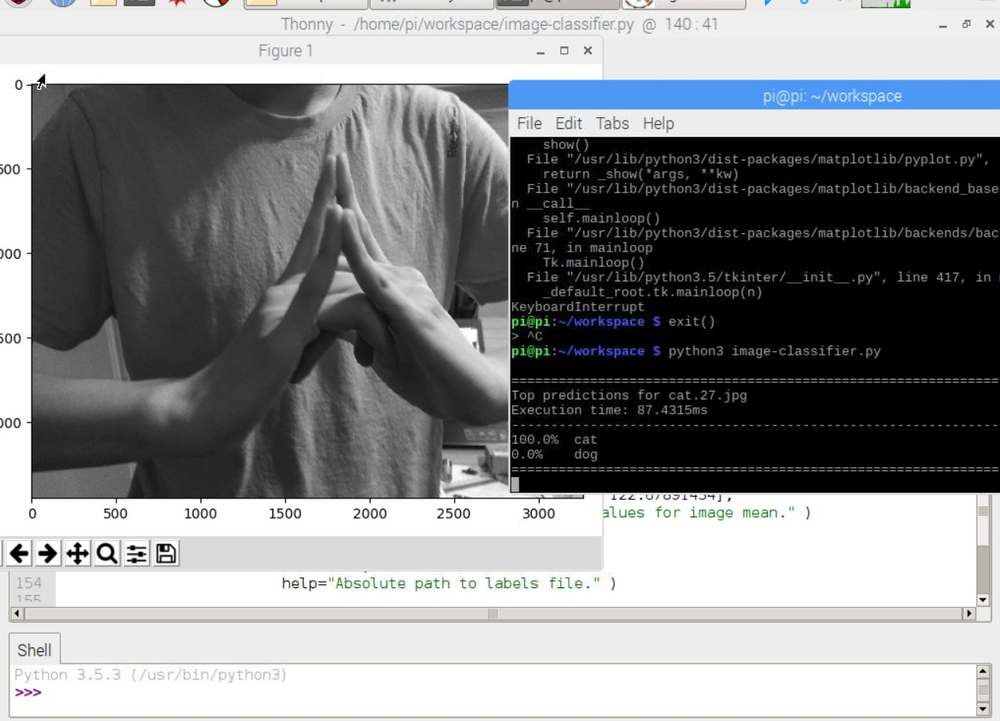 Thonny - /home/pi/workspace/image-classifier.py @ 140 : 41
Figure 1
0
500
000
500
000
0 500 1000 1500 2000 2500 3000
pi@pi: ~/workspace
File Edit Tabs Help
show()
File "/usr/lib/python3/dist-packages/matplotlib/pyplot.py",
return _show(*args, **kw)
File "/usr/lib/python3/dist-packages/matplotlib/backend_base
n __call__
self.mainloop()
File "/usr/lib/python3/dist-packages/matplotlib/backends/bac
ne 71, in mainloop
Tk.mainloop()
File "/usr/lib/python3.5/tkinter/__init__.py", line 417, in
_default_root.tk.mainloop(n)
KeyboardInterrupt
pi@pi:~/workspace $ exit()
> ^C
pi@pi:~/workspace $ python3 image-classifier.py
Top predictions for cat.27.jpg
Execution time: 87.4315ms
100.0% cat
0.0% dog
122.67891434],
alues for image mean." )
154 help="Absolute path to labels file." )
155
Shell
Python 3.5.3 (/usr/bin/python3)
>>>